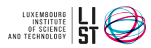 LUXEMBOURG
INSTITUTE
OF SCIENCE
AND TECHNOLOGY
LI
ST